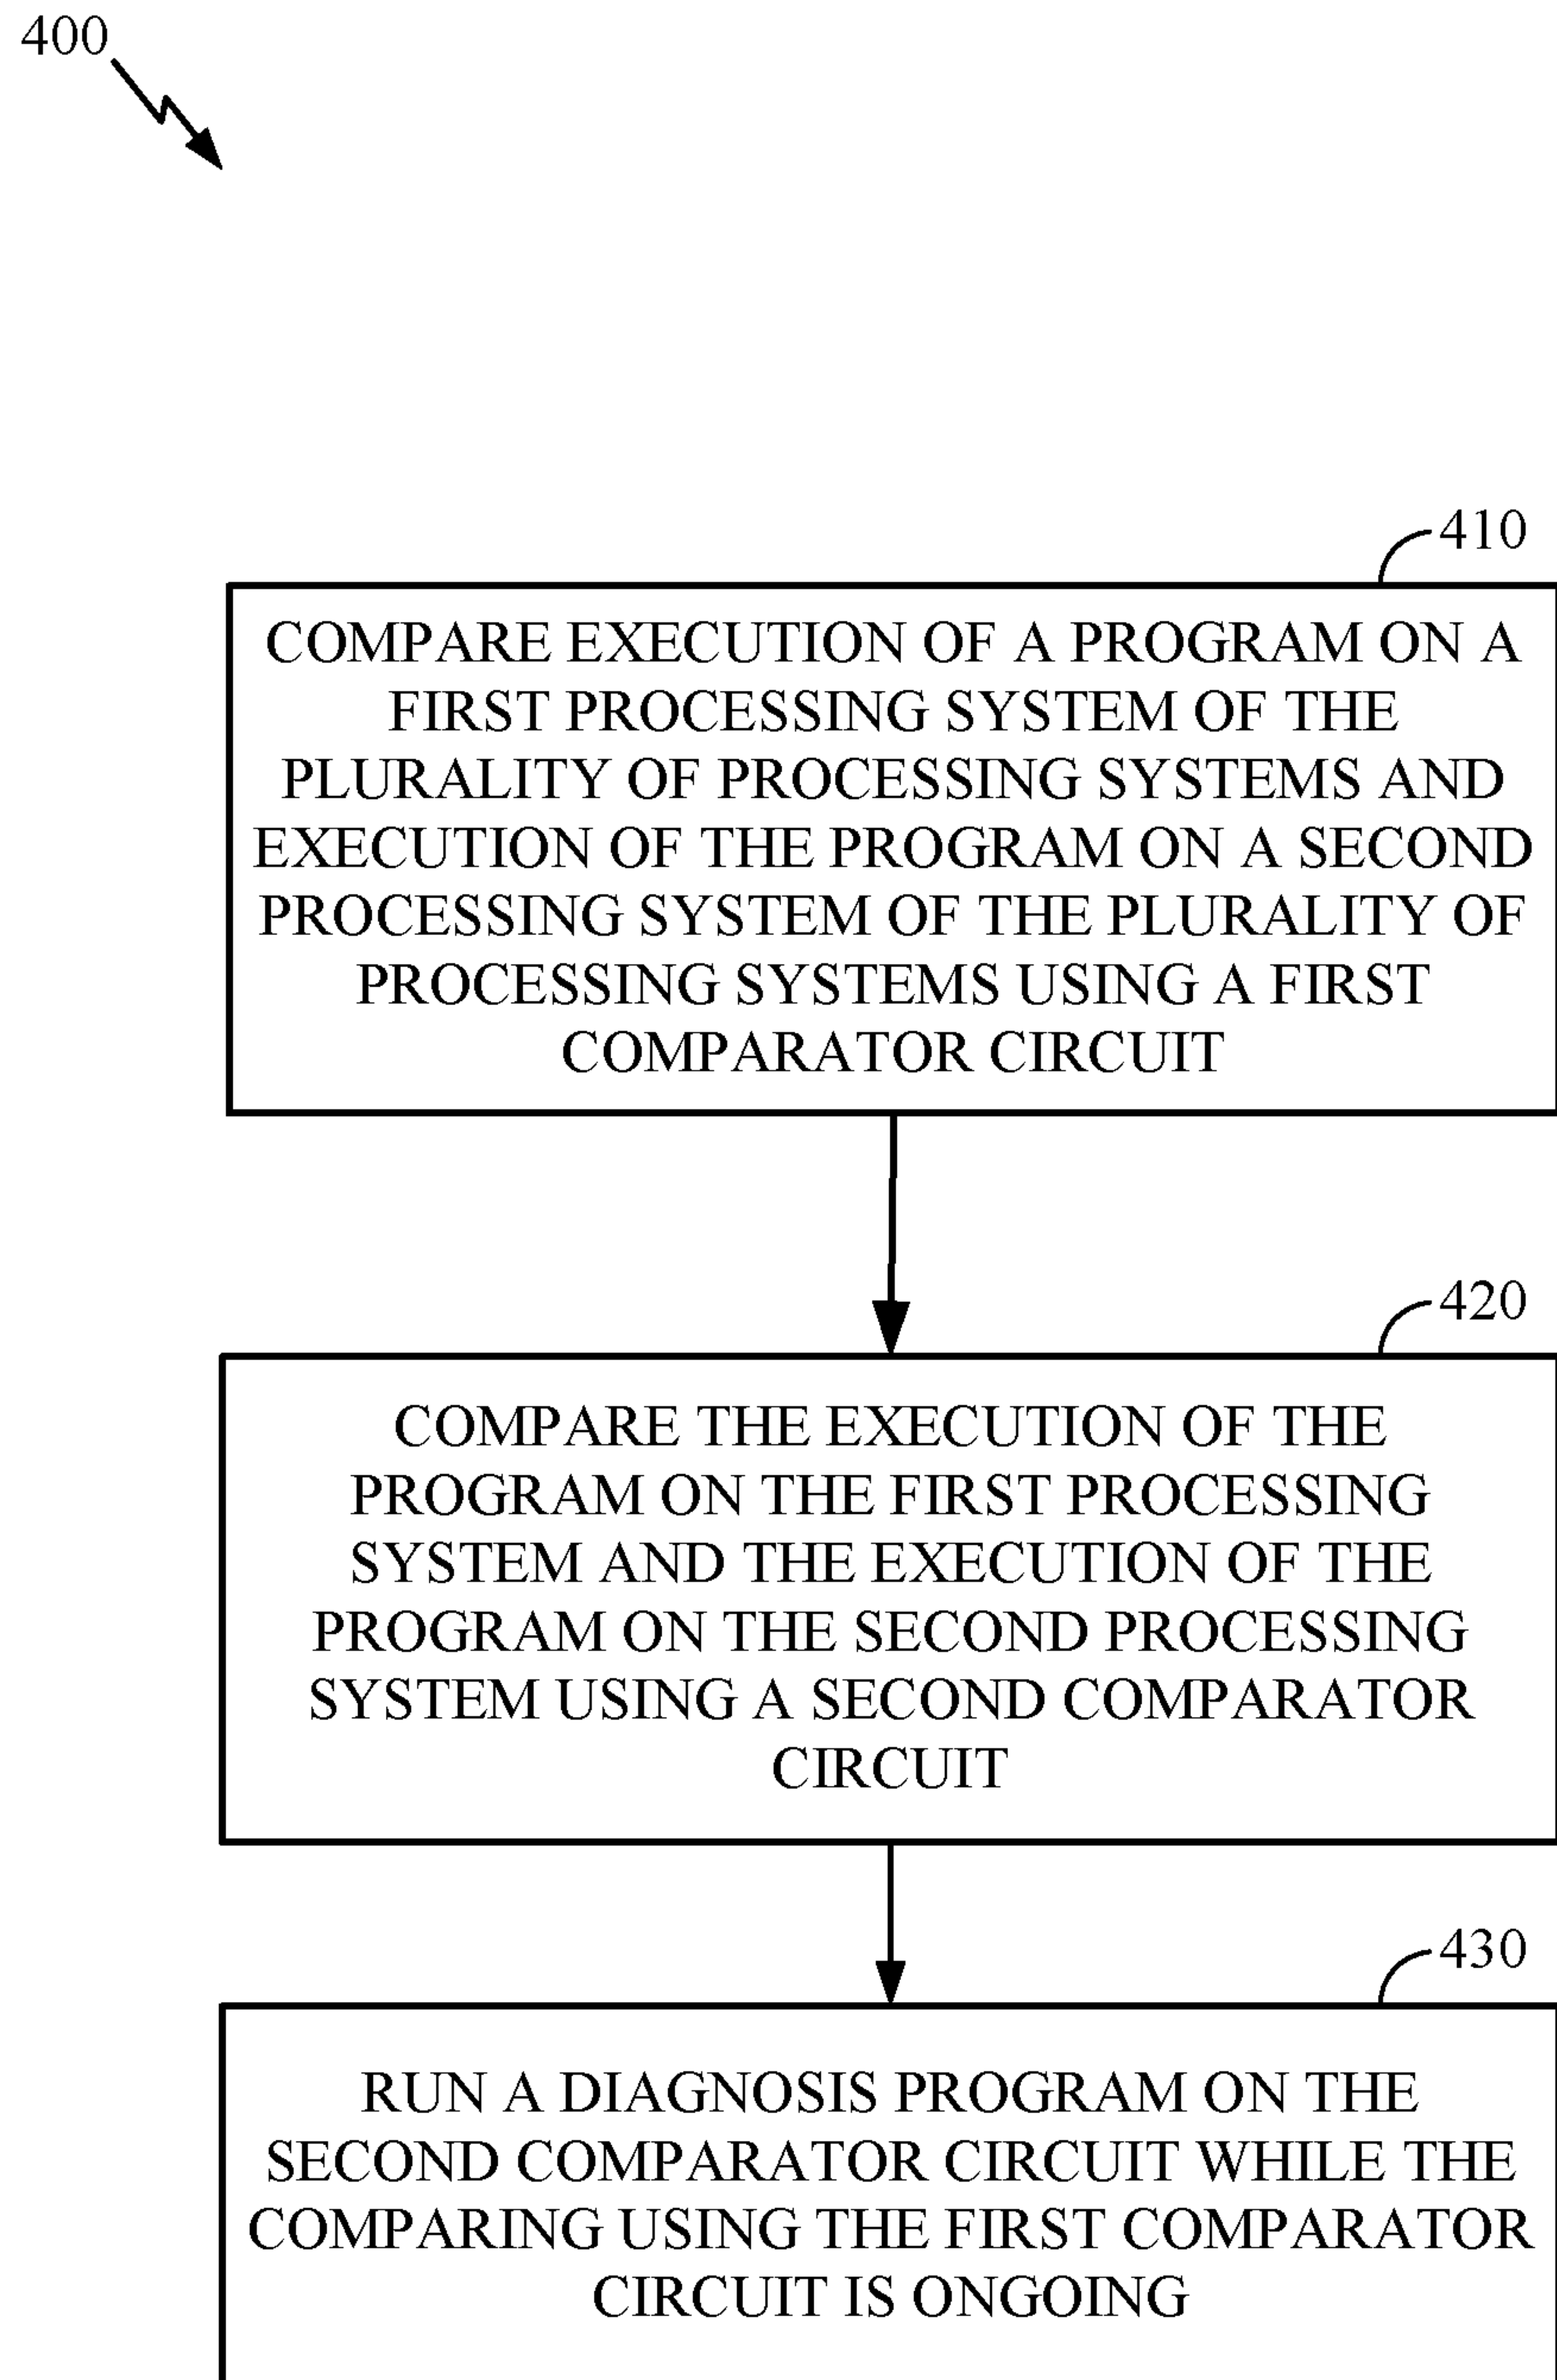 400
410
COMPARE EXECUTION OF A PROGRAM ON A
FIRST PROCESSING SYSTEM OF THE
PLURALITY OF PROCESSING SYSTEMS AND
EXECUTION OF THE PROGRAM ON A SECOND
PROCESSING SYSTEM OF THE PLURALITY OF
PROCESSING SYSTEMS USING A FIRST
COMPARATOR CIRCUIT
420
COMPARE THE EXECUTION OF THE
PROGRAM ON THE FIRST PROCESSING
SYSTEM AND THE EXECUTION OF THE
PROGRAM ON THE SECOND PROCESSING
SYSTEM USING A SECOND COMPARATOR
CIRCUIT
430
RUN A DIAGNOSIS PROGRAM ON THE
SECOND COMPARATOR CIRCUIT WHILE THE
COMPARING USING THE FIRST COMPARATOR
CIRCUIT IS ONGOING